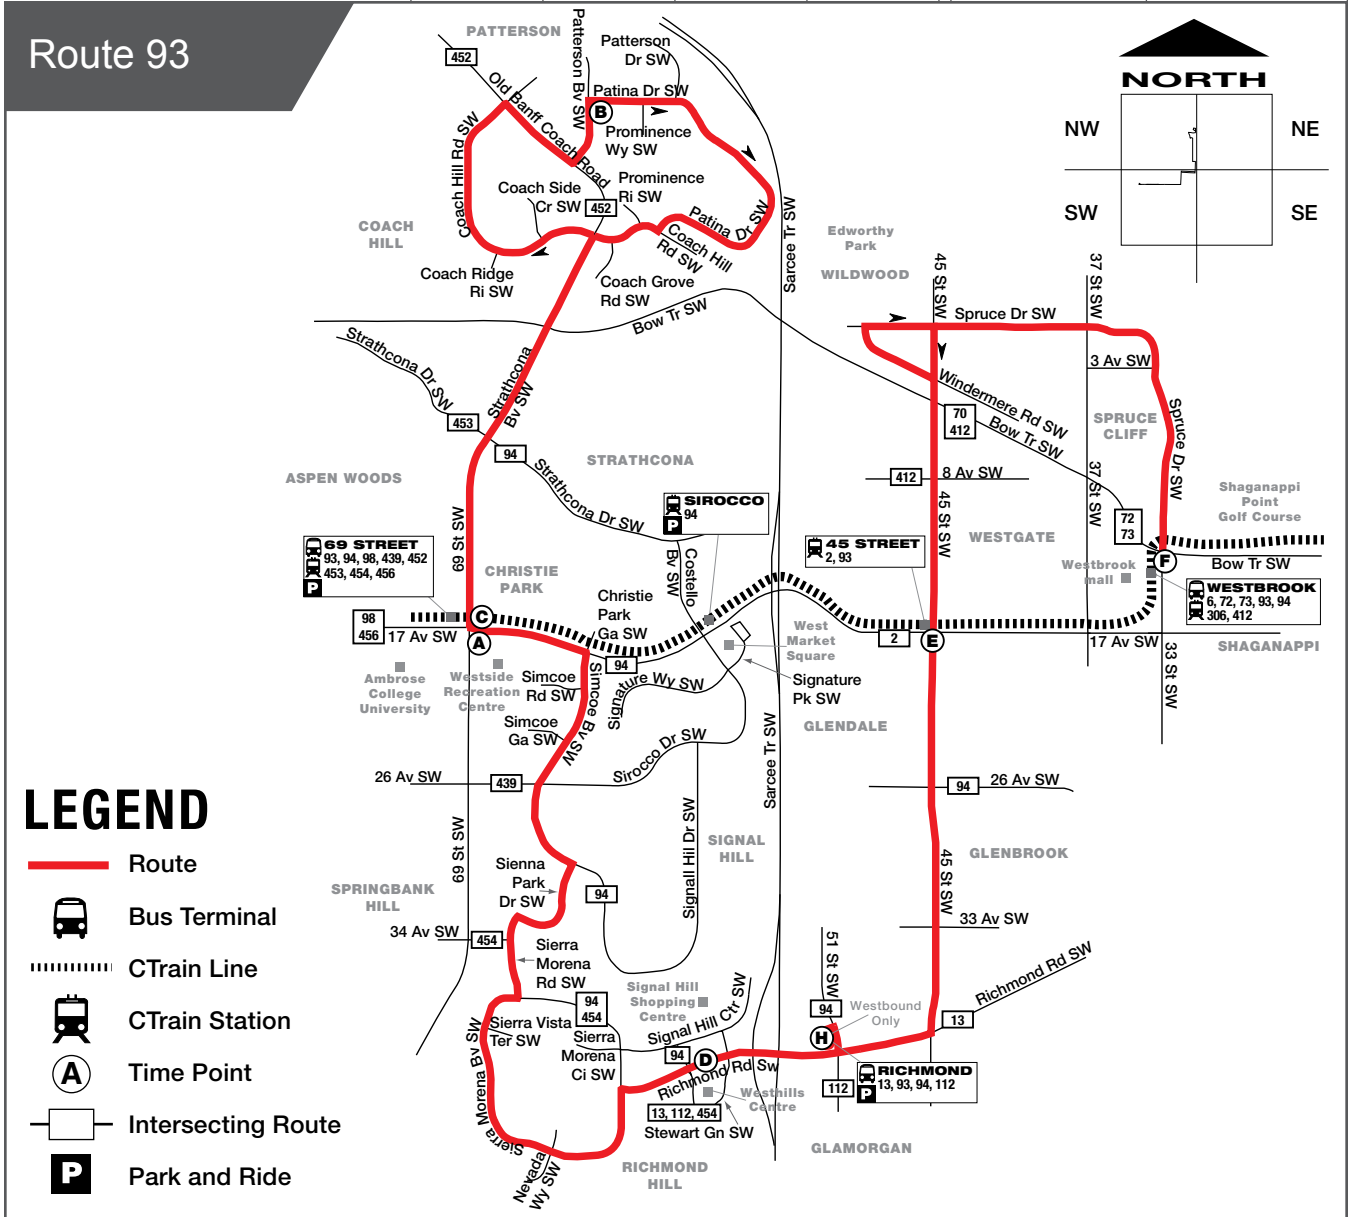 Route 93
PATTERSON
452
Old Banff Coach Road
Patterson Bv SW
Patterson
Dr SW
Patina Dr SW
B
Prominence
Wy SW
Coach Hill Rd SW
Coach Side
Cr SW
Prominence
Ri SW
452
Patina Dr SW
Coach Hill
Rd SW
COACH
HILL
Coach Ridge
Ri SW
Coach Grove
Rd SW
Bow Tr SW
Sarcee Tr SW
NORTH
NW
NE
SW
SE
Edworthy
Park
WILDWOOD
45 St SW
37 St SW
Spruce Dr SW
3 Av SW
Windermere Rd SW
Bow Tr SW
70
412
SPRUCE
CLIFF
Spruce Dr SW
Strathcona Dr SW
Strathcona
Bv SW
453
94
Strathcona Dr SW
STRATHCONA
ASPEN WOODS
412
8 Av SW
37 St SW
45 St SW
WESTGATE
72
73
Shaganappi
Point
Golf Course
SIROCCO
94
P
69 St SW
69 STREET
93, 94, 98, 439, 452
453, 454, 456
P
CHRISTIE
PARK
Costello
Bv SW
45 STREET
2, 93
Westbrook
mall
F
Bow Tr SW
WESTBROOK
6, 72, 73, 93, 94
306, 412
98
456
17 Av SW
C
A
Christie
Park
Ga SW
94
West
Market
Square
2
E
17 Av SW
SHAGANAPPI
33 St SW
Ambrose
College
University
Westside
Recreation
Centre
Simcoe
Rd SW
Simcoe Bv SW
Signature Wy SW
Signature
Pk SW
Simcoe
Ga SW
GLENDALE
Sirocco Dr SW
Sarcee Tr SW
26 Av SW
439
94
26 Av SW
LEGEND
Route
Bus Terminal
CTrain Line
CTrain Station
A
Time Point
Intersecting Route
P
Park and Ride
69 St SW
Signall Hil Dr SW
SIGNAL
HILL
45 St SW
GLENBROOK
SPRINGBANK
HILL
Sienna
Park
Dr SW
94
34 Av SW
454
33 Av SW
Sierra
Morena
Rd SW
51 St SW
Richmond Rd SW
Signal Hill
Shopping
Centre
94
454
Signal Hill Ctr SW
94
Westbound
Only
13
Sierra Vista
Ter SW
Sierra
Morena
Ci SW
Sierra Morena Bv SW
94
D
H
Richmond Rd Sw
RICHMOND
13, 93, 94, 112
P
112
Westhills
Centre
13, 112, 454
Stewart Gn SW
Sierra
Nevada
Wy SW
RICHMOND
HILL
GLAMORGAN